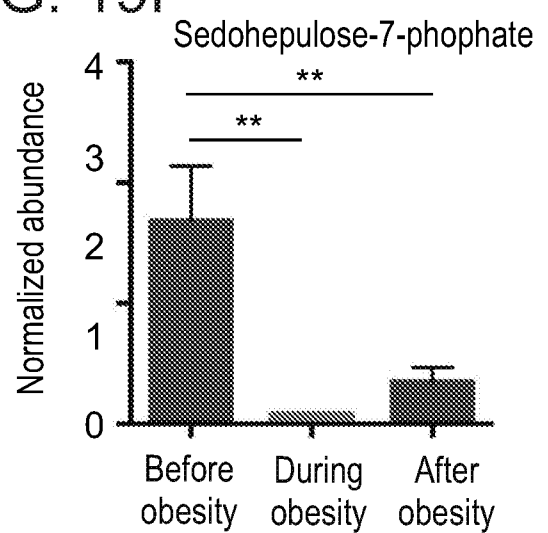 Sedohepulose-7-phophate
4
3
2
1
0
Normalized abundance
**
**
Before obesity
During obesity
After obesity